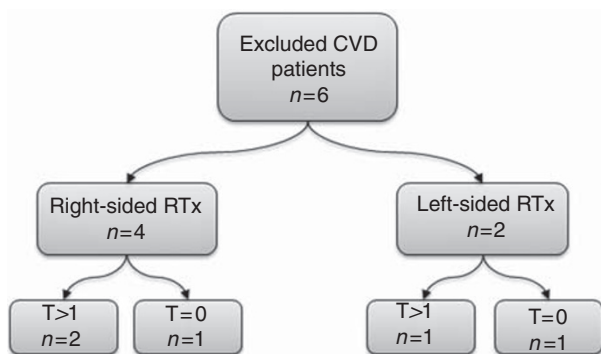 Excluded CVD
patients
n=6
Right-sided RTx
n=4
Left-sided RTx
n=2
T>1
n=2
T=0
n=1
T>1
n=1
T=0
n=1